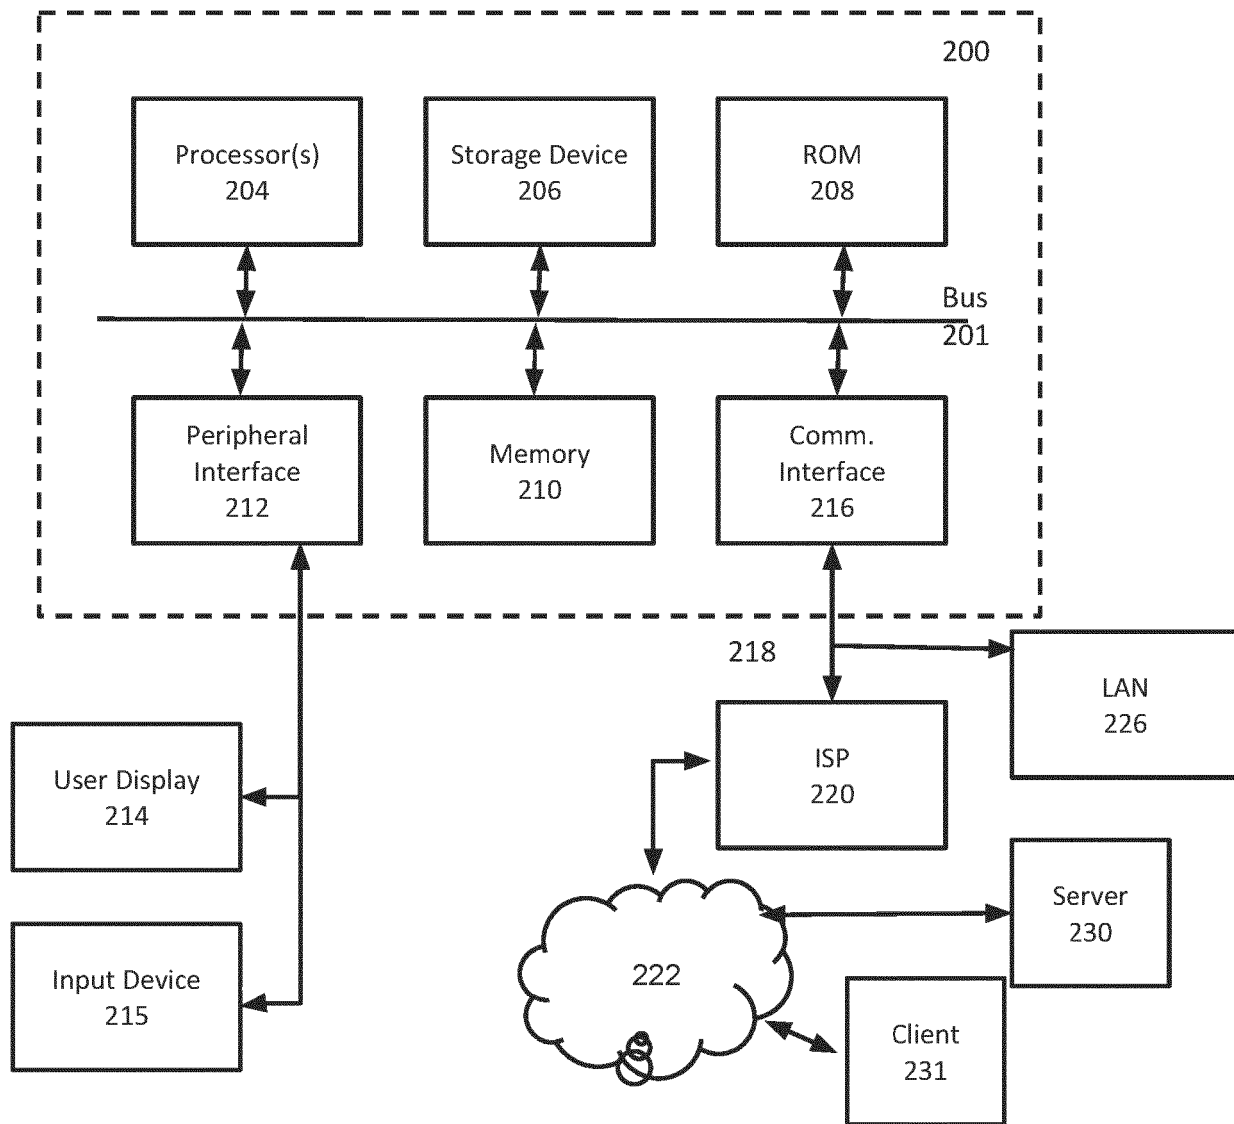 200
Processor(s)
204
Storage Device
206
ROM
208
Bus
201
Peripheral
Interface
212
Memory
210
Comm.
Interface
216
218
LAN
226
User Display
214
ISP
220
Input Device
215
222
Server
230
Client
231